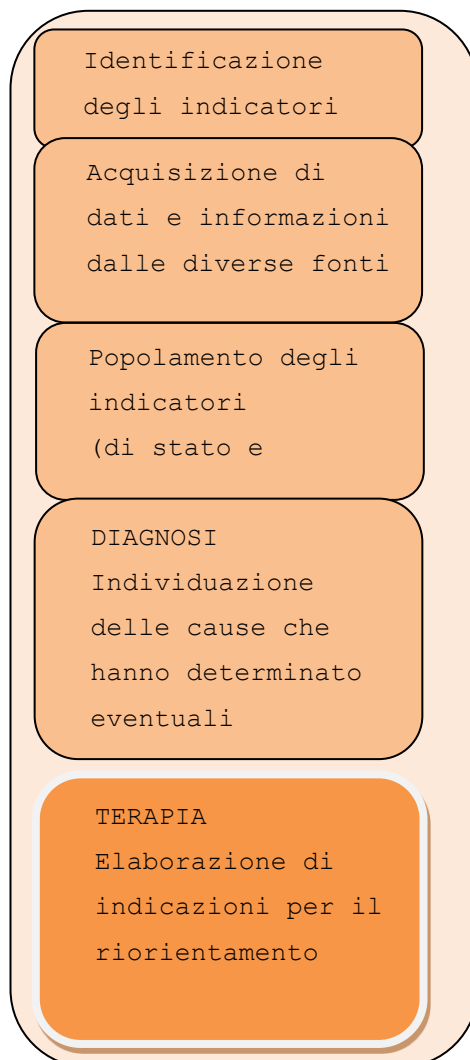 Identificazione
degli indicatori
Acquisizione di
dati e informazioni
dalle diverse fonti
Popolamento degli
indicatori
(di stato e
DIAGNOSI
Individuazione
delle cause che
hanno determinato
eventuali
TERAPIA
Elaborazione di
indicazioni per il
riorientamento